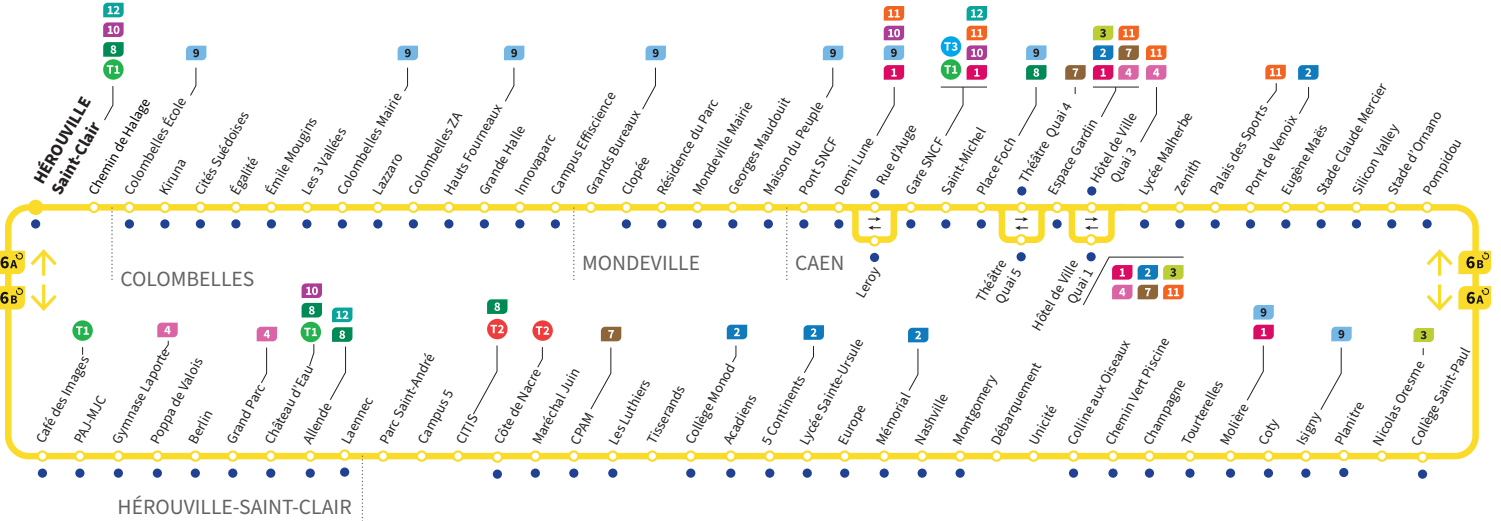 12
10
8
T1
9
9
9
9
9
11
10
9
1
T3
T1
12
11
10
1
9
8
7
3
2
1
11
7
4
11
4
11
2
HÉROUVILLE
Saint-Clair
Chemin de Halage
Colombelles École
Kiruna
Cités Suédoises
Égalité
Émile Mougins
Les 3 Vallées
Colombelles Mairie
Lazzaro
Colombelles ZA
Hauts Fourneaux
Grande Halle
Innovaparc
Campus Effiscience
Grands Bureaux
Clopée
Résidence du Parc
Mondeville Mairie
Georges Maudouit
Maison du Peuple
Pont SNCF
Demi Lune
Rue d'Auge
Gare SNCF
Saint-Michel
Place Foch
Théâtre Quai 4
Espace Gardin
Hôtel de Ville
Quai 3
Lycée Malherbe
Zenith
Palais des Sports
Pont de Venoix
Eugène Maës
Stade Claude Mercier
Silicon Valley
Stade d'Ornano
Pompidou
6A
6B
COLOMBELLES
MONDEVILLE
CAEN
Leroy
Théâtre
Quai 5
Hôtel de Ville
Quai 1
1 2 3
4 7 11
6B
6A
T1
4
4
10
8
T1
12
8
8
T2
T2
7
2
2
2
9
1
9
3
Café des Images
PAJ-MJC
Gymnase Laporte
Poppa de Valois
Berlin
Grand Parc
Château d'Eau
Allende
Laennec
Parc Saint-André
Campus 5
CITIS
Côte de Nacre
Maréchal Juin
CPAM
Les Luthiers
Tisserands
Collège Monod
Acadiens
5 Continents
Lycée Sainte-Ursule
Europe
Mémorial
Nashville
Montgomery
Débarquement
Unicité
Colline aux Oiseaux
Chemin Vert Piscine
Champagne
Tourterelles
Molière
Coty
Isigny
Planitre
Nicolas Oresme
Collège Saint-Paul
HÉROUVILLE-SAINT-CLAIR